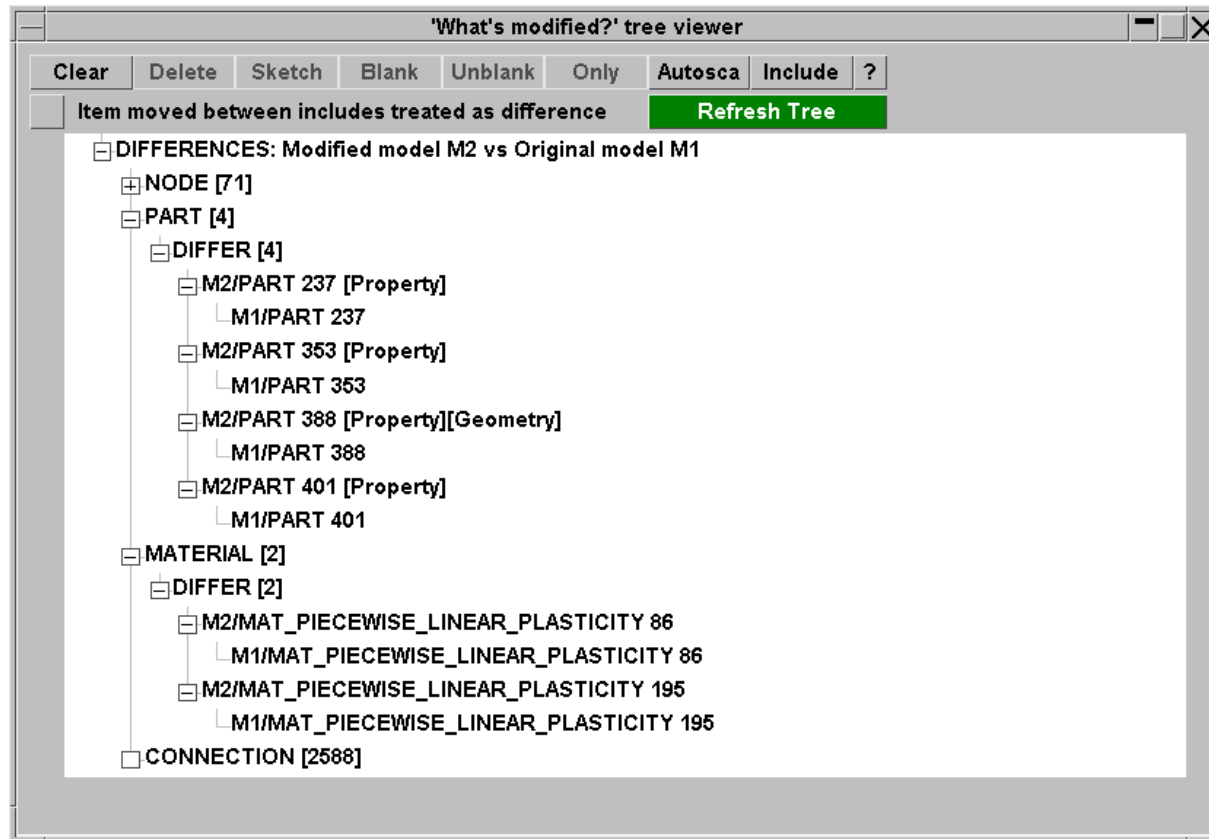 'What's modified?' tree viewer
Clear Delete Sketch Blank Unblank Only Autosca Include ?
Item moved between includes treated as difference Refresh Tree
DIFFERENCES: Modified model M2 vs Original model M1
NODE [71]
PART [4]
DIFFER [4]
M2/PART 237 [Property]
M1/PART 237
M2/PART 353 [Property]
M1/PART 353
M2/PART 388 [Property][Geometry]
M1/PART 388
M2/PART 401 [Property]
M1/PART 401
MATERIAL [2]
DIFFER [2]
M2/MAT_PIECEWISE_LINEAR_PLASTICITY 86
M1/MAT_PIECEWISE_LINEAR_PLASTICITY 86
M2/MAT_PIECEWISE_LINEAR_PLASTICITY 195
M1/MAT_PIECEWISE_LINEAR_PLASTICITY 195
CONNECTION [2588]